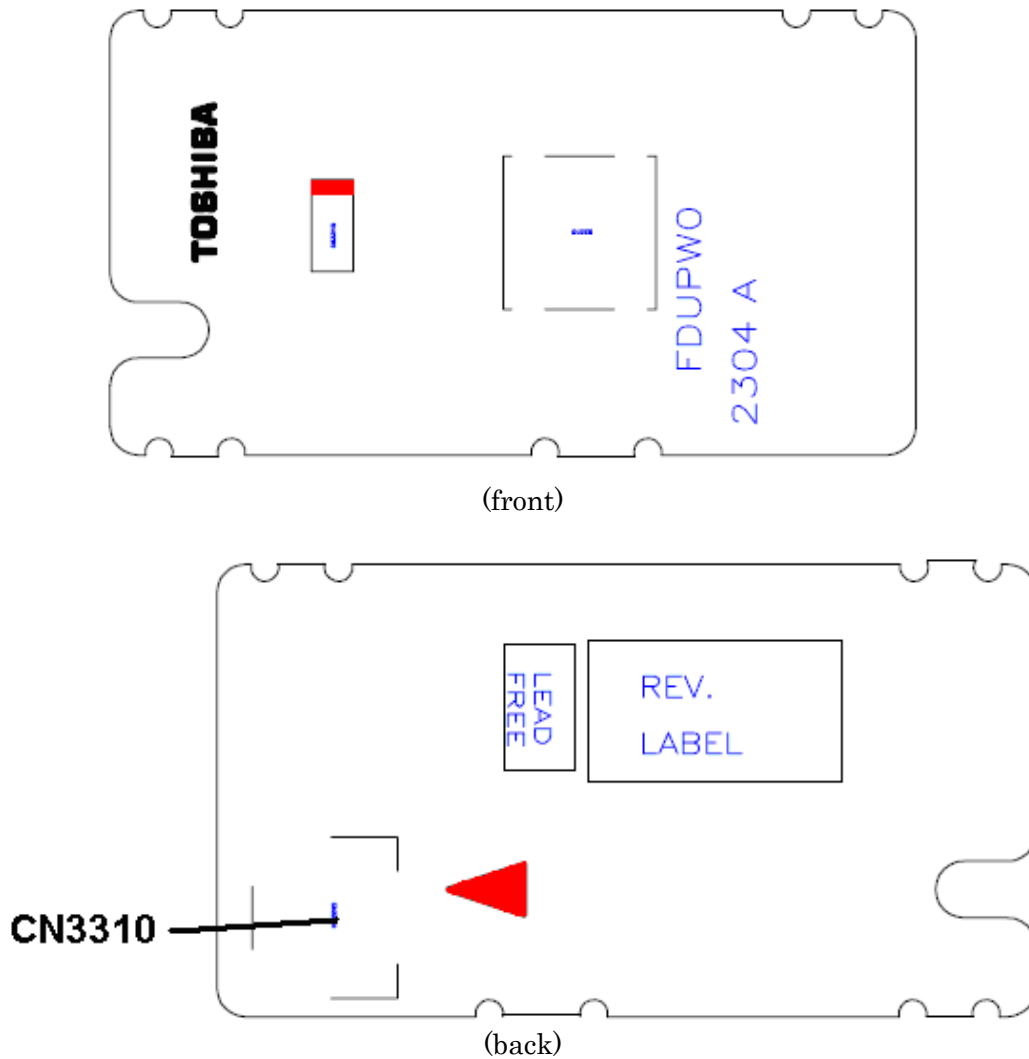 TOSHIBA
FDUPWO
2304 A
(front)
LEAD
FREE
REV.
LABEL
CN3310
(back)